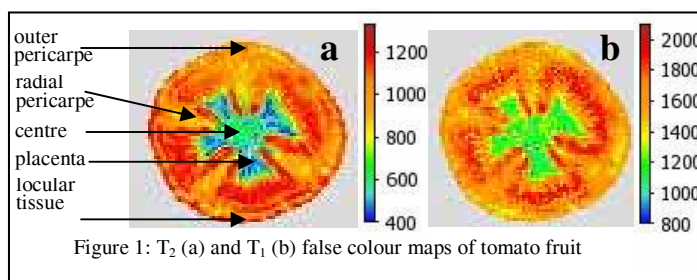 outer
pericarpe
radial
pericarpe
centre
placenta
locular
tissue
a
1200
1000
800
600
400
b
2000
1800
1600
1400
1200
1000
800
Figure 1: T₂ (a) and T₁ (b) false colour maps of tomato fruit